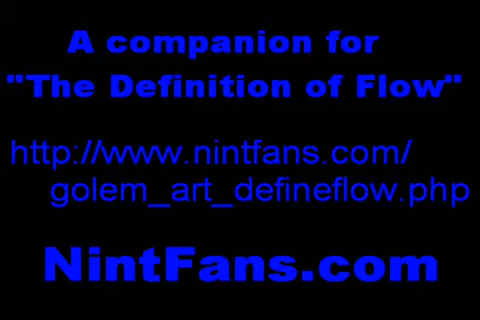 A companion for
"The Definition of Flow"
http://www.nintfans.com/
golem_art_defineflow.php
NintFans.com